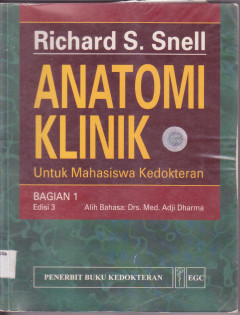 Richard S. Snell
ANATOMI
KLINIK
Untuk Mahasiswa Kedokteran
BAGIAN 1
Edisi 3 Alih Bahasa: Drs. Med. Adji Dharma
PENERBIT BUKU KEDOKTERAN EGC